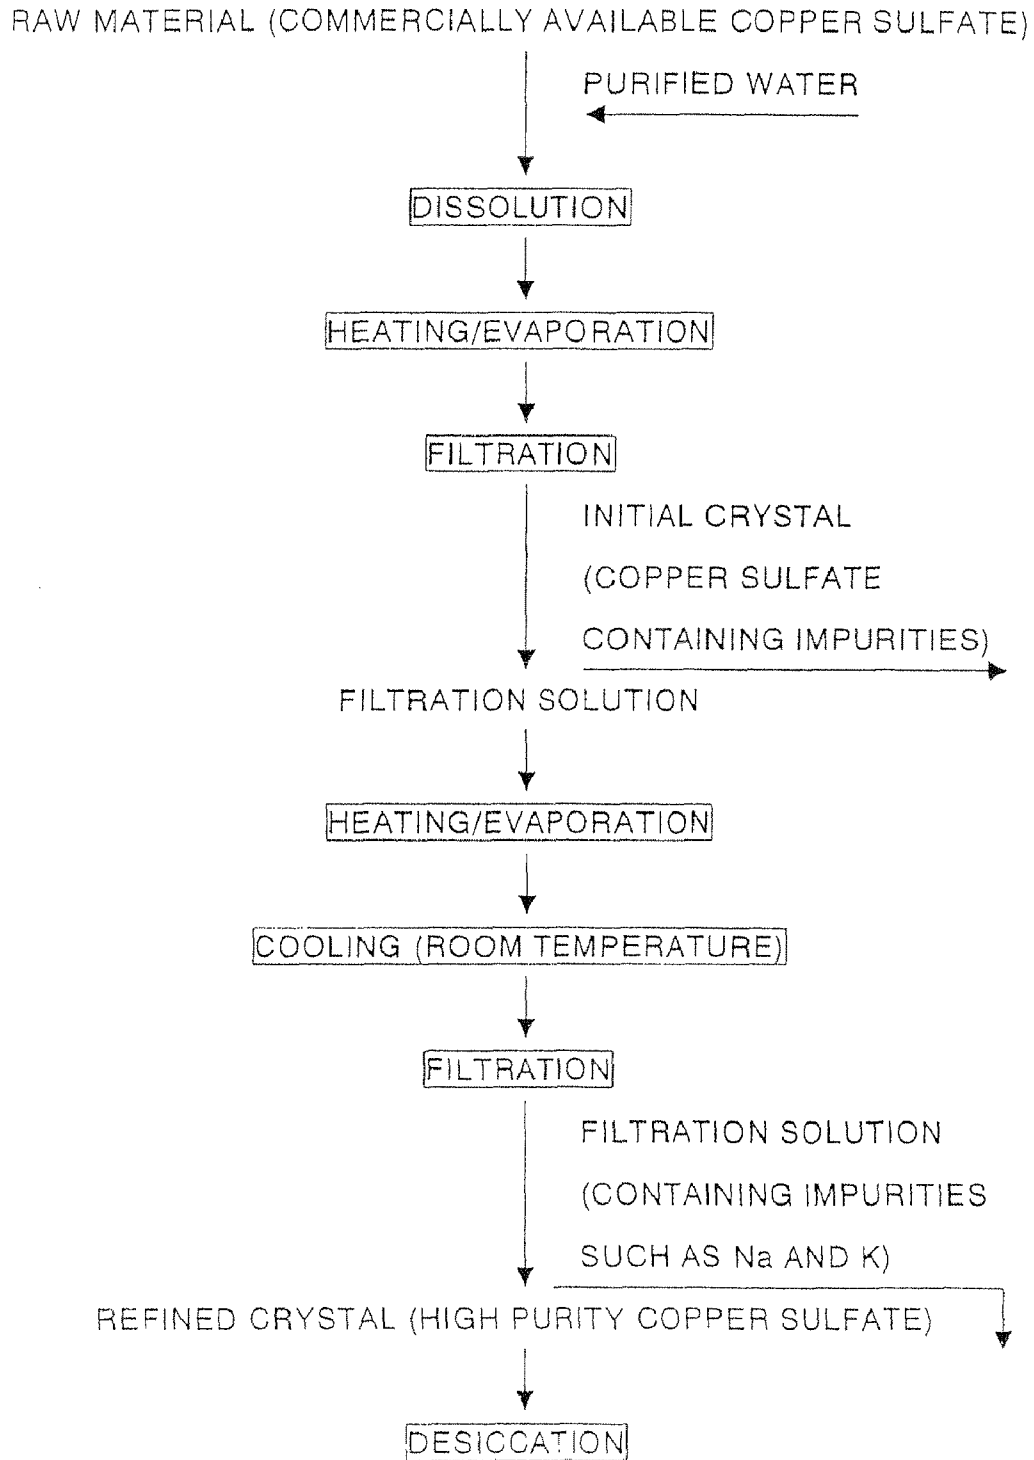 RAW MATERIAL (COMMERCIALLY AVAILABLE COPPER SULFATE)
PURIFIED WATER
DISSOLUTION
HEATING/EVAPORATION
FILTRATION
INITIAL CRYSTAL
(COPPER SULFATE
CONTAINING IMPURITIES)
FILTRATION SOLUTION
HEATING/EVAPORATION
COOLING (ROOM TEMPERATURE)
FILTRATION
FILTRATION SOLUTION
(CONTAINING IMPURITIES
SUCH AS Na AND K)
REFINED CRYSTAL (HIGH PURITY COPPER SULFATE)
DESICCATION